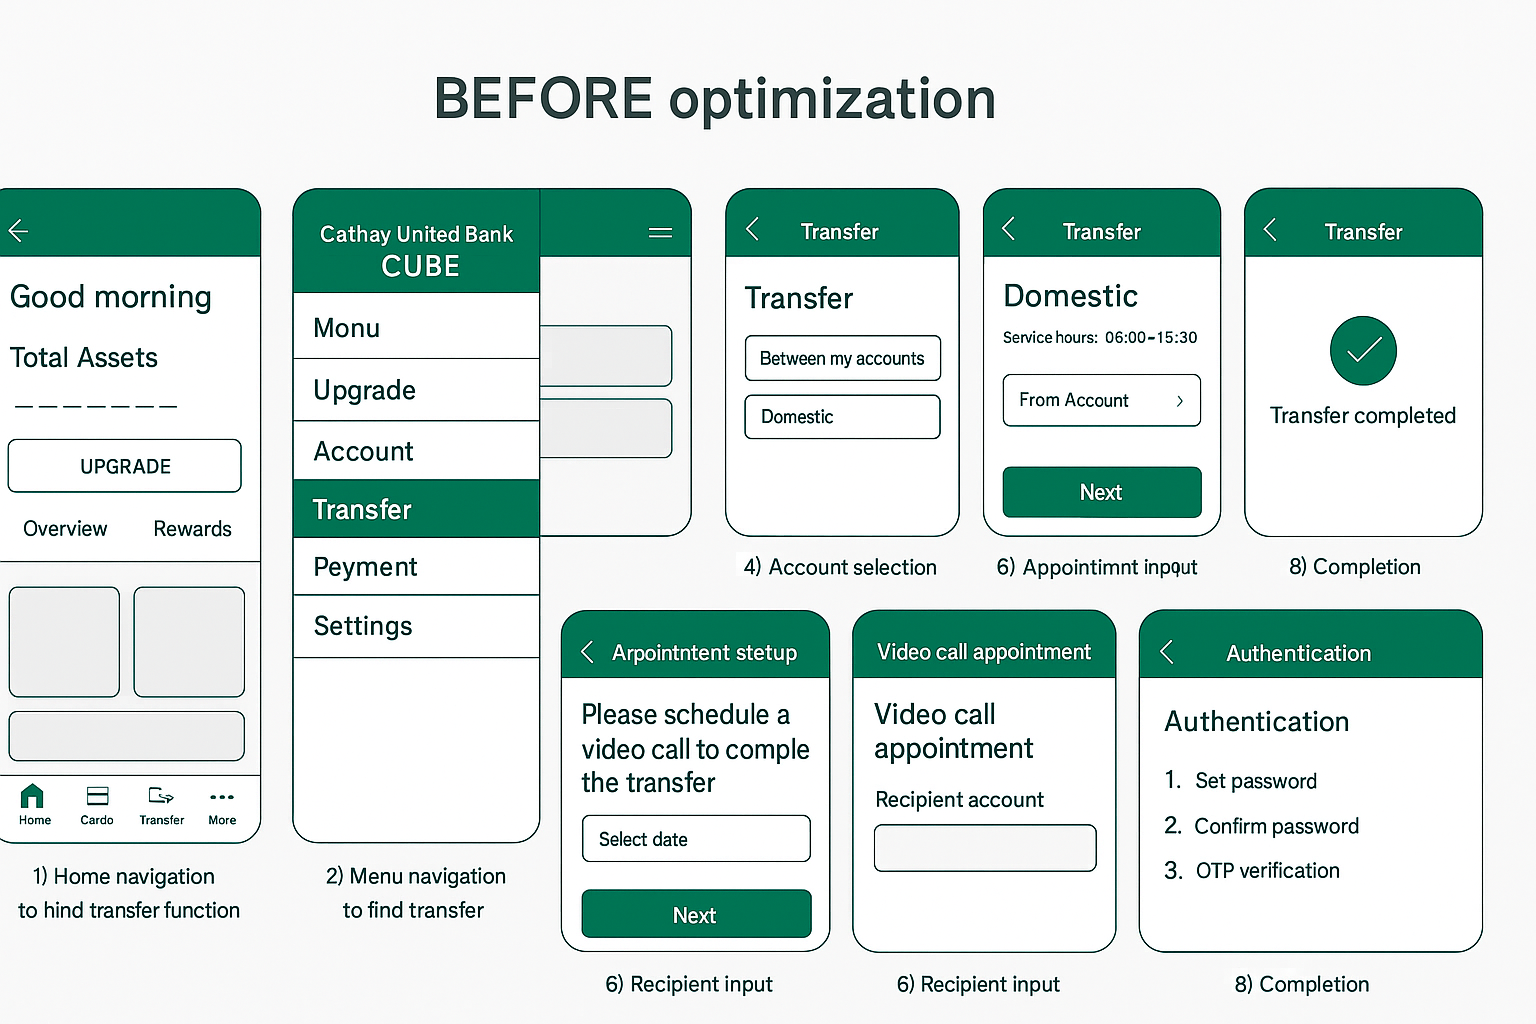 BEFORE optimization
Good morning
Total Assets
UPGRADE
Overview
Rewards
Home
Cardo
Transfer
More
1) Home navigation
to hind transfer function
Cathay United Bank
CUBE
Monu
Upgrade
Account
Transfer
Peyment
Settings
2) Menu navigation
to find transfer
Transfer
Transfer
Between my accounts
Domestic
4) Account selection
Transfer
Domestic
Service hours: 06:00-15:30
From Account
Next
6) Appointimnt inpout
Transfer
Transfer completed
8) Completion
Arpointntent stetup
Please schedule a
video call to comple
the transfer
Select date
Next
6) Recipient input
Video call appointment
Video call
appointment
Recipient account
6) Recipient input
Authentication
Authentication
1. Set password
2. Confirm password
3. OTP verification
8) Completion